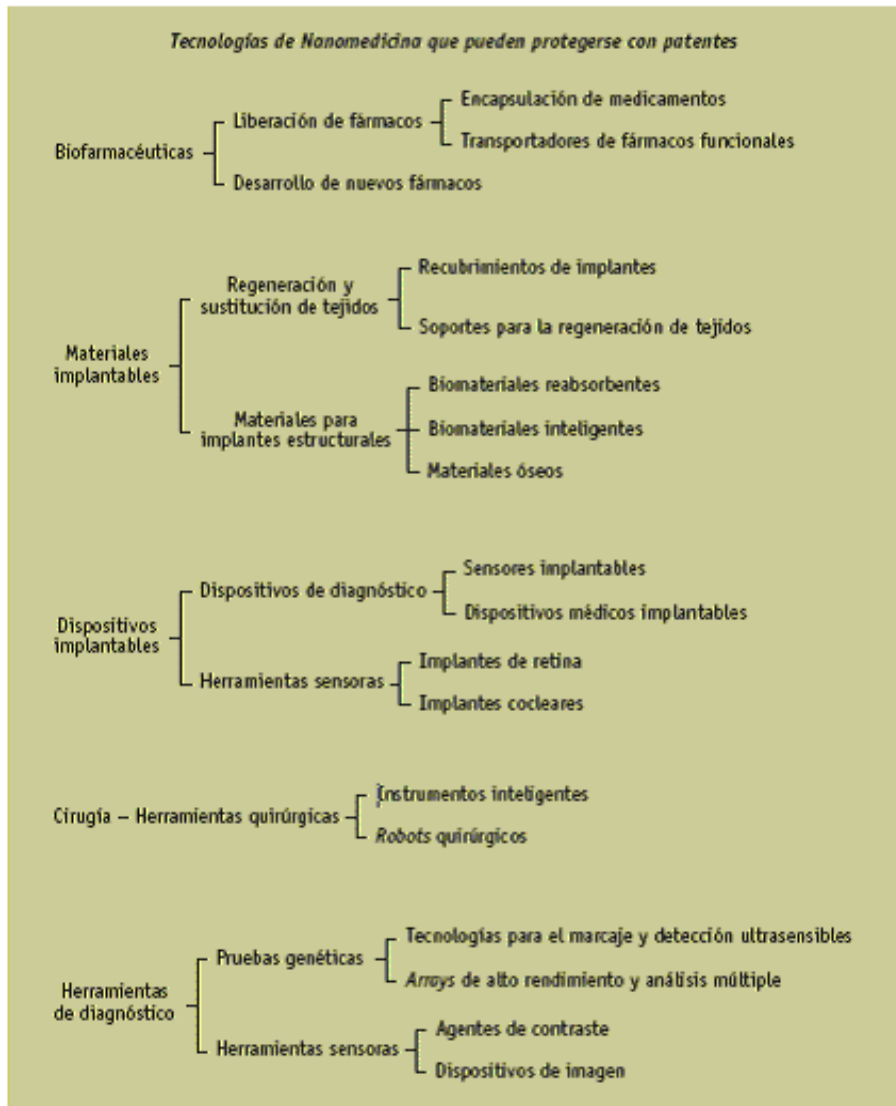 Tecnologías de Nanomedicina que pueden protegerse con patentes
Biofarmacéuticas
Liberación de fármacos
Encapsulación de medicamentos
Transportadores de fármacos funcionales
Desarrollo de nuevos fármacos
Materiales
implantables
Regeneración y
sustitución de tejidos
Recubrimientos de implantes
Soportes para la regeneración de tejidos
Materiales para
implantes estructurales
Biomateriales reabsorbentes
Biomateriales inteligentes
Materiales óseos
Dispositivos
implantables
Dispositivos de diagnóstico
Sensores implantables
Dispositivos médicos implantables
Herramientas sensoras
Implantes de retina
Implantes cocleares
Cirugía – Herramientas quirúrgicas
Instrumentos inteligentes
Robots quirúrgicos
Herramientas
de diagnóstico
Pruebas genéticas
Tecnologías para el marcaje y detección ultrasensibles
Arrays de alto rendimiento y análisis múltiple
Herramientas sensoras
Agentes de contraste
Dispositivos de imagen